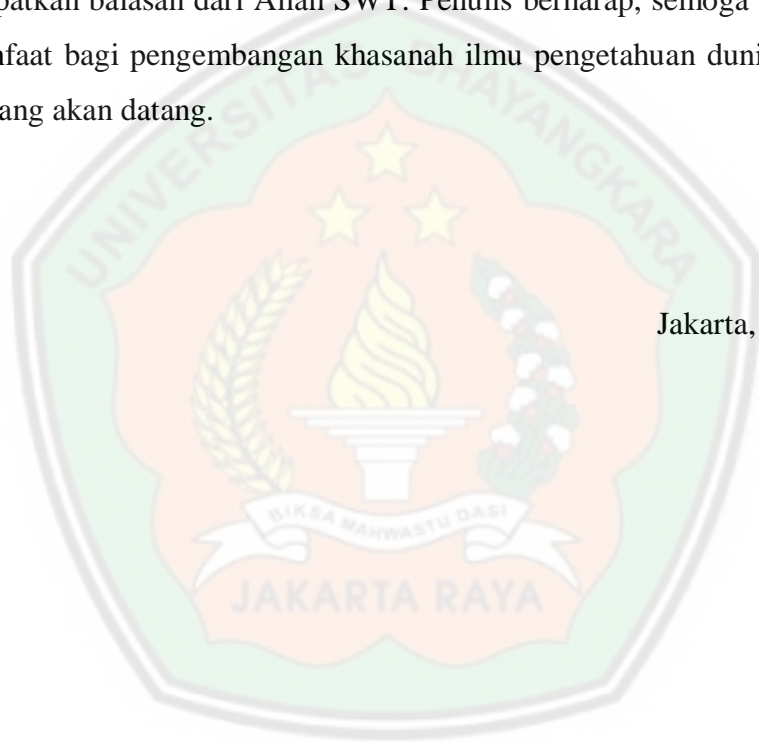 patkan balasan dari Allah SWT. Penulis berharap, semoga
nfaat bagi pengembangan khasanah ilmu pengetahuan duni
ang akan datang.
UNIVERSITAS BHAYANGKARA
Jakarta,
BIKSA MAHWASTU DASI
JAKARTA RAYA